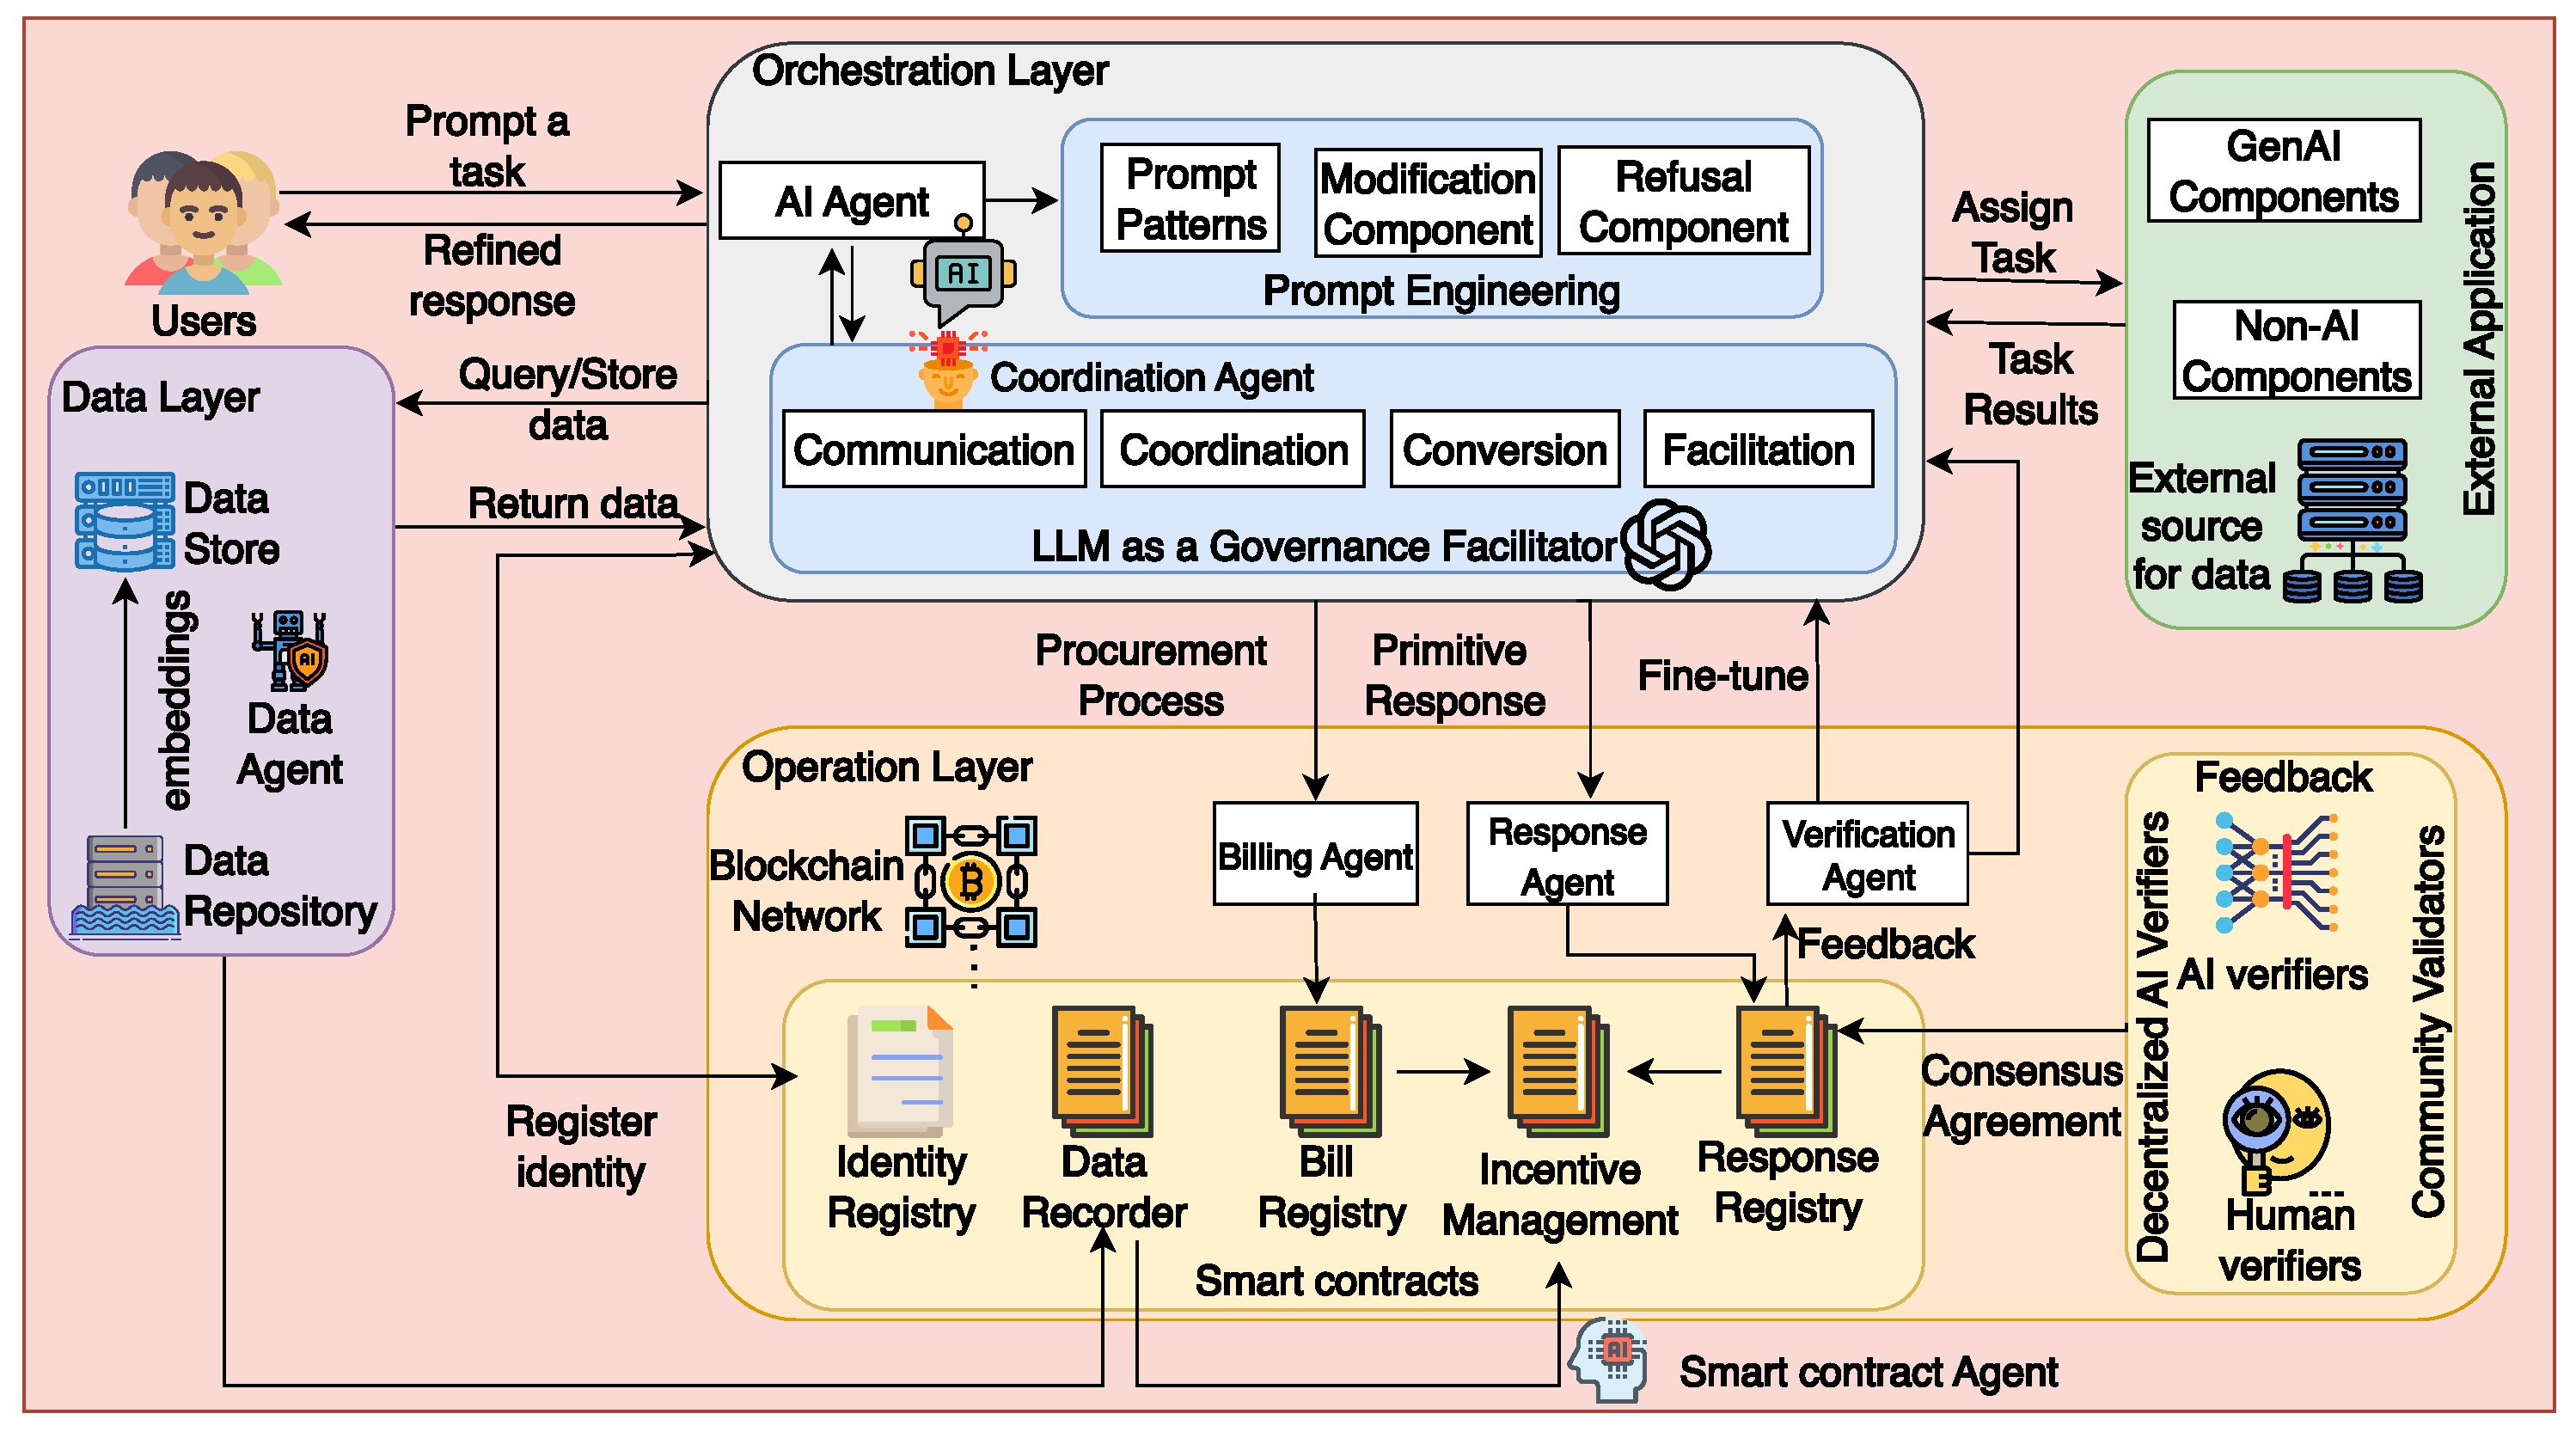 Orchestration Layer
Prompt a
task
Refined
response
Users
AI Agent
AI
Prompt
Patterns
Modification
Component
Refusal
Component
Prompt Engineering
Coordination Agent
Communication
Coordination
Conversion
Facilitation
LLM as a Governance Facilitator
Assign
Task
Task
Results
GenAI
Components
Non-AI
Components
External
source
for data
External Application
Data Layer
Query/Store
data
Return data
Data
Store
embeddings
AI
Data
Agent
Data
Repository
Procurement
Process
Primitive
Response
Fine-tune
Operation Layer
Blockchain
Network
Billing Agent
Response
Agent
Verification
Agent
Feedback
Feedback
AI verifiers
Human
verifiers
Decentralized AI Verifiers
Community Validators
Consensus
Agreement
Register
identity
Identity
Registry
Data
Recorder
Bill
Registry
Incentive
Management
Response
Registry
Smart contracts
AI
Smart contract Agent